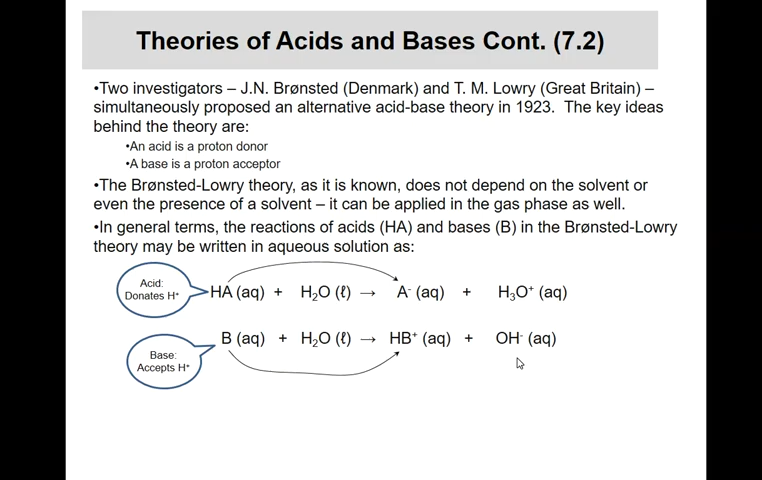 Theories of Acids and Bases Cont. (7.2)
•Two investigators – J.N. Brønsted (Denmark) and T. M. Lowry (Great Britain) –
simultaneously proposed an alternative acid-base theory in 1923.  The key ideas
behind the theory are:
•An acid is a proton donor
•A base is a proton acceptor
•The Brønsted-Lowry theory, as it is known, does not depend on the solvent or
even the presence of a solvent – it can be applied in the gas phase as well.
•In general terms, the reactions of acids (HA) and bases (B) in the Brønsted-Lowry
theory may be written in aqueous solution as:
Acid:
Donates H⁺
HA (aq) + H₂O (ℓ) → A⁻ (aq) + H₃O⁺ (aq)
B (aq) + H₂O (ℓ) → HB⁺ (aq) + OH⁻ (aq)
Base:
Accepts H⁺